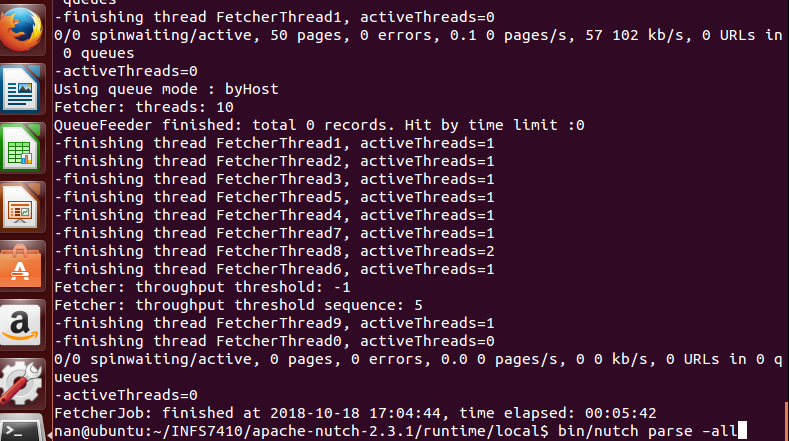 queues
-finishing thread FetcherThread1, activeThreads=0
0/0 spinwaiting/active, 50 pages, 0 errors, 0.1 0 pages/s, 57 102 kb/s, 0 URLs in
 0 queues
-activeThreads=0
Using queue mode : byHost
Fetcher: threads: 10
QueueFeeder finished: total 0 records. Hit by time limit :0
-finishing thread FetcherThread1, activeThreads=1
-finishing thread FetcherThread2, activeThreads=1
-finishing thread FetcherThread3, activeThreads=1
-finishing thread FetcherThread5, activeThreads=1
-finishing thread FetcherThread4, activeThreads=1
-finishing thread FetcherThread7, activeThreads=1
-finishing thread FetcherThread8, activeThreads=2
-finishing thread FetcherThread6, activeThreads=1
Fetcher: throughput threshold: -1
Fetcher: throughput threshold sequence: 5
-finishing thread FetcherThread9, activeThreads=1
-finishing thread FetcherThread0, activeThreads=0
0/0 spinwaiting/active, 0 pages, 0 errors, 0.0 0 pages/s, 0 0 kb/s, 0 URLs in 0 q
ueues
-activeThreads=0
FetcherJob: finished at 2018-10-18 17:04:44, time elapsed: 00:05:42
nan@ubuntu:~/INFS7410/apache-nutch-2.3.1/runtime/local$ bin/nutch parse -all